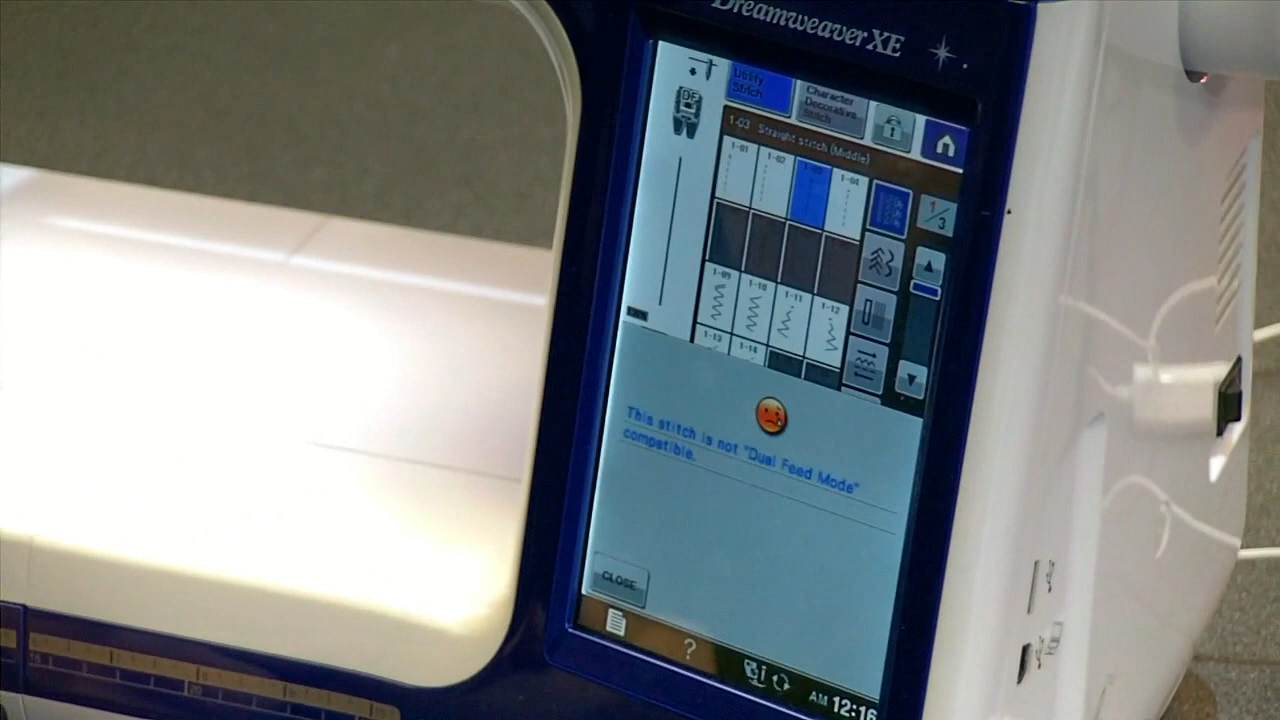 Dreamweaver XE
Utility
Stitch
Character
Decorative
Stitch
DF
1-03 Straight stitch (Middle)
1-01
1-02
1-03
1-04
1/3
1-09
1-10
1-11
1-12
1-13
1-14
This stitch is not "Dual Feed Mode"
compatible.
CLOSE
?
AM 12:16